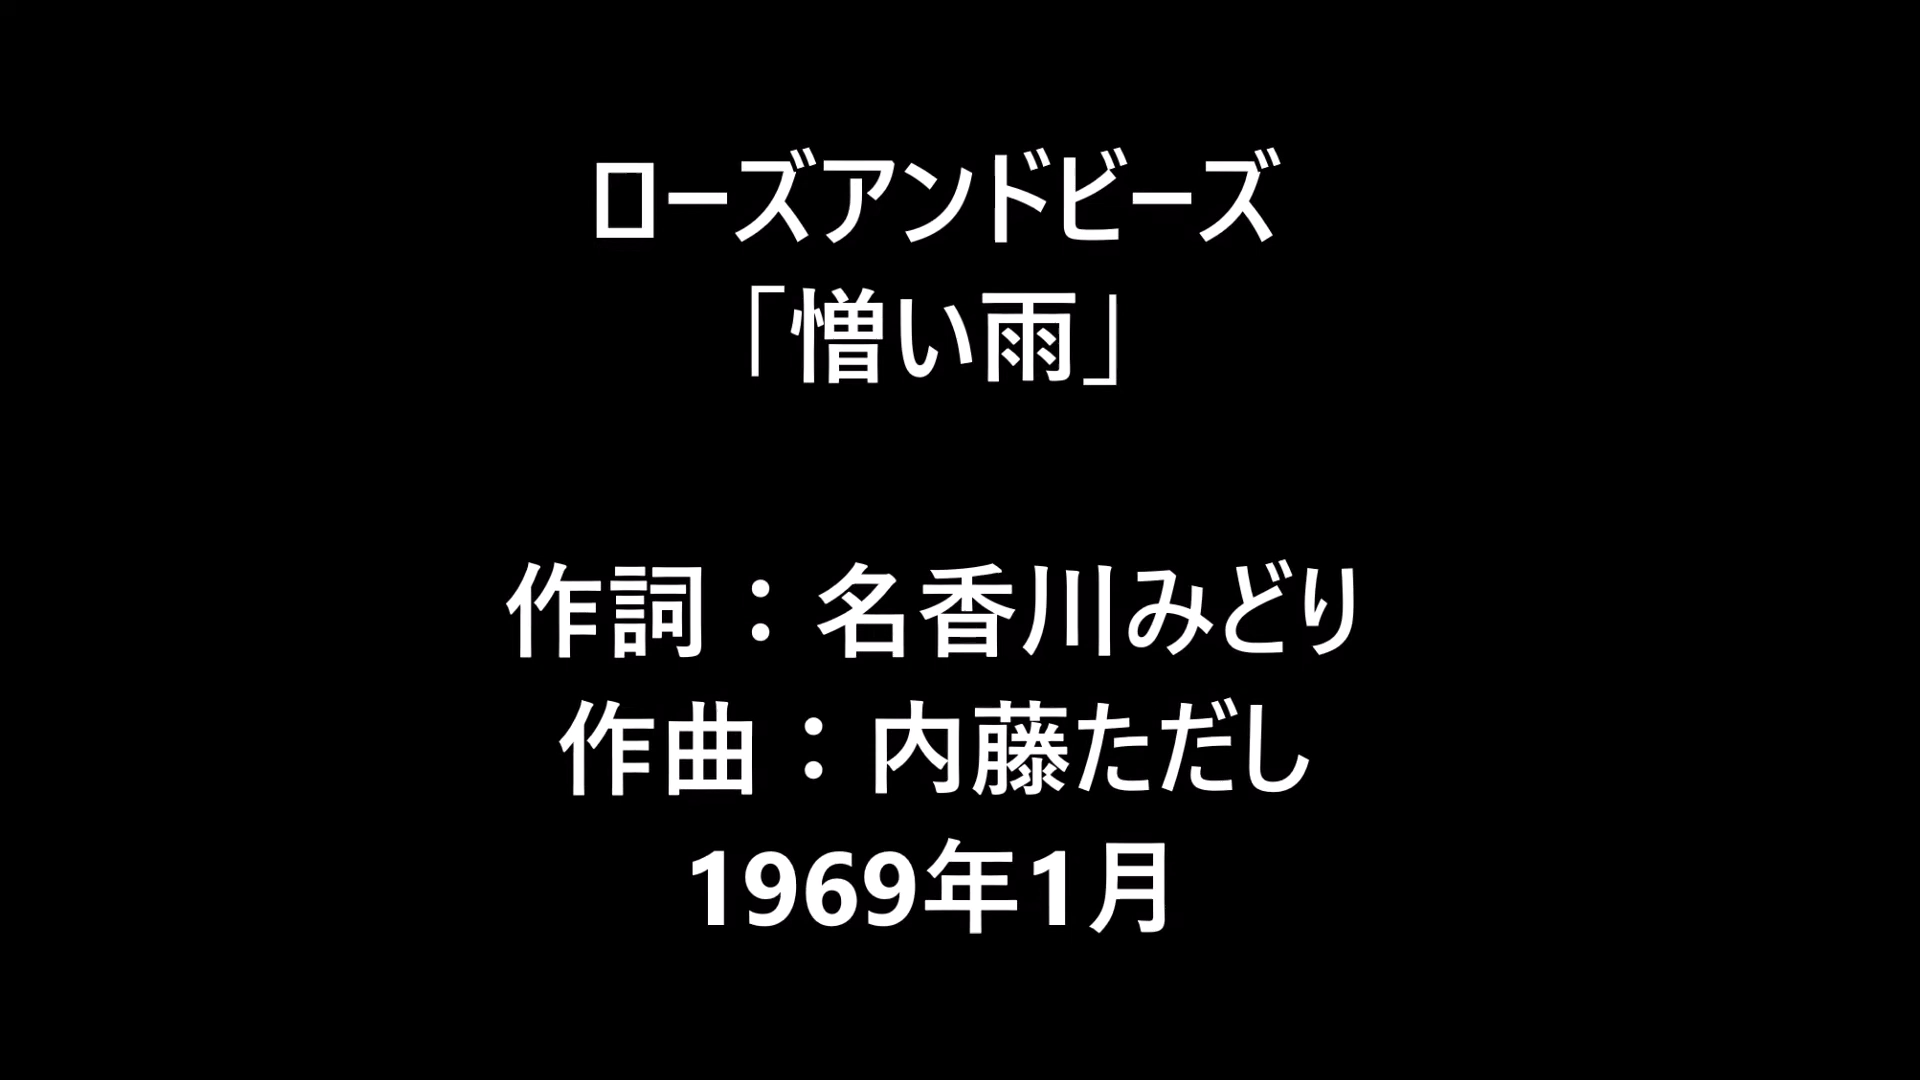 ローズアンドビーズ
「憎い雨」
作詞：名香川みどり
作曲：内藤ただし
1969年1月